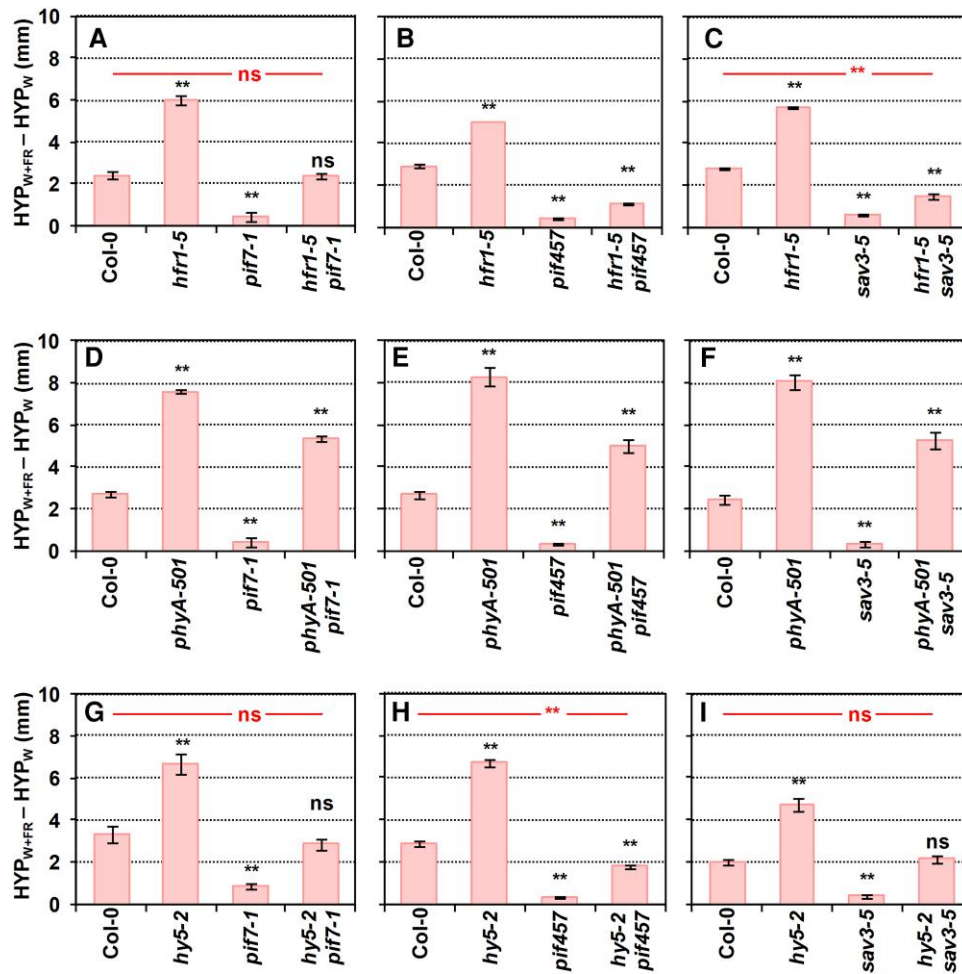 A
B
C
HYPW+FR – HYPW (mm)
10
8
6
4
2
0
ns
**
**
ns
**
**
**
**
**
**
**
Col-0
hfr1-5
pif7-1
hfr1-5 pif7-1
Col-0
hfr1-5
pif457
hfr1-5 pif457
Col-0
hfr1-5
sav3-5
hfr1-5 sav3-5
D
E
F
HYPW+FR – HYPW (mm)
10
8
6
4
2
0
**
**
**
**
**
**
**
**
**
Col-0
phyA-501
pif7-1
phyA-501 pif7-1
Col-0
phyA-501
pif457
phyA-501 pif457
Col-0
phyA-501
sav3-5
phyA-501 sav3-5
G
H
I
HYPW+FR – HYPW (mm)
10
8
6
4
2
0
ns
**
**
ns
**
**
**
**
ns
**
**
ns
Col-0
hy5-2
pif7-1
hy5-2 pif7-1
Col-0
hy5-2
pif457
hy5-2 pif457
Col-0
hy5-2
sav3-5
hy5-2 sav3-5